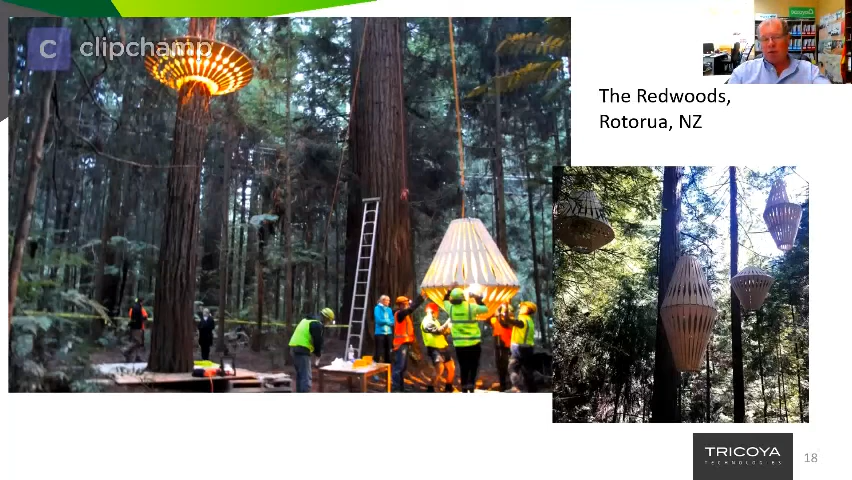 C clipchamp
The Redwoods,
Rotorua, NZ
TRICOYA
TECHNOLOGIES
18